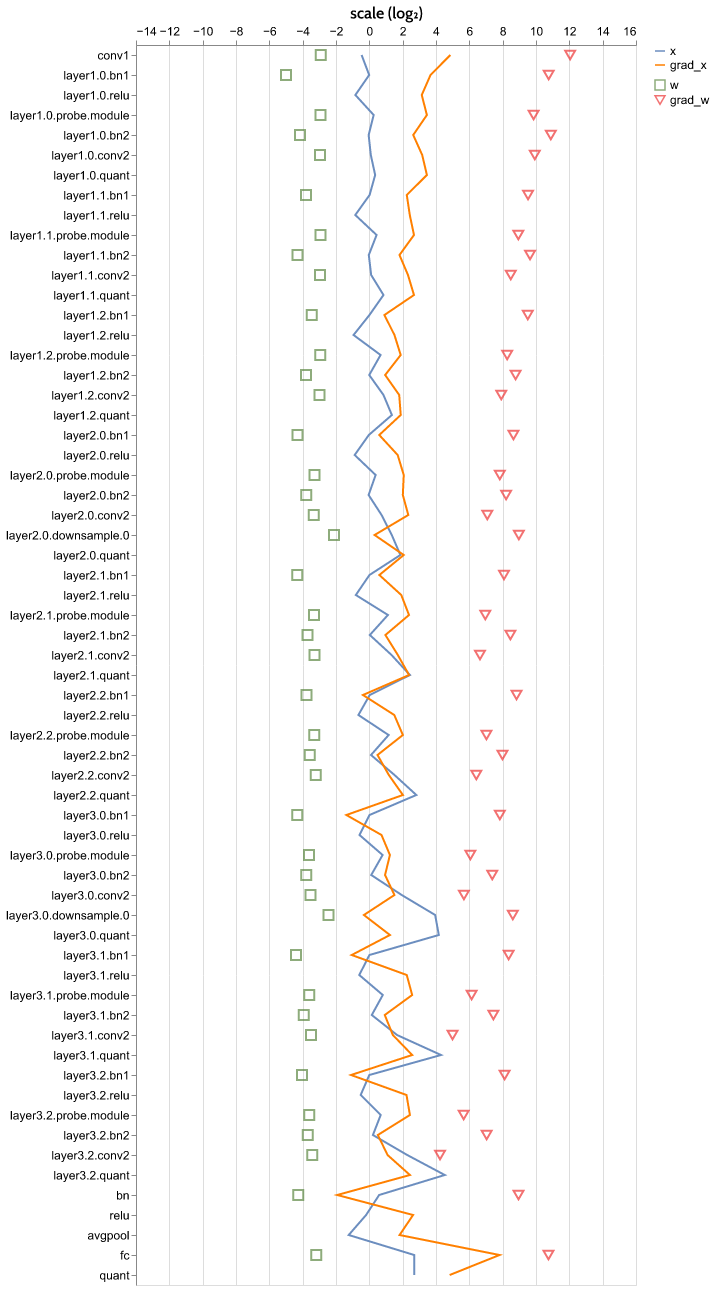 scale (log₂)
−14 −12 −10 −8 −6 −4 −2 0 2 4 6 8 10 12 14 16
x
grad_x
w
grad_w
conv1
layer1.0.bn1
layer1.0.relu
layer1.0.probe.module
layer1.0.bn2
layer1.0.conv2
layer1.0.quant
layer1.1.bn1
layer1.1.relu
layer1.1.probe.module
layer1.1.bn2
layer1.1.conv2
layer1.1.quant
layer1.2.bn1
layer1.2.relu
layer1.2.probe.module
layer1.2.bn2
layer1.2.conv2
layer1.2.quant
layer2.0.bn1
layer2.0.relu
layer2.0.probe.module
layer2.0.bn2
layer2.0.conv2
layer2.0.downsample.0
layer2.0.quant
layer2.1.bn1
layer2.1.relu
layer2.1.probe.module
layer2.1.bn2
layer2.1.conv2
layer2.1.quant
layer2.2.bn1
layer2.2.relu
layer2.2.probe.module
layer2.2.bn2
layer2.2.conv2
layer2.2.quant
layer3.0.bn1
layer3.0.relu
layer3.0.probe.module
layer3.0.bn2
layer3.0.conv2
layer3.0.downsample.0
layer3.0.quant
layer3.1.bn1
layer3.1.relu
layer3.1.probe.module
layer3.1.bn2
layer3.1.conv2
layer3.1.quant
layer3.2.bn1
layer3.2.relu
layer3.2.probe.module
layer3.2.bn2
layer3.2.conv2
layer3.2.quant
bn
relu
avgpool
fc
quant